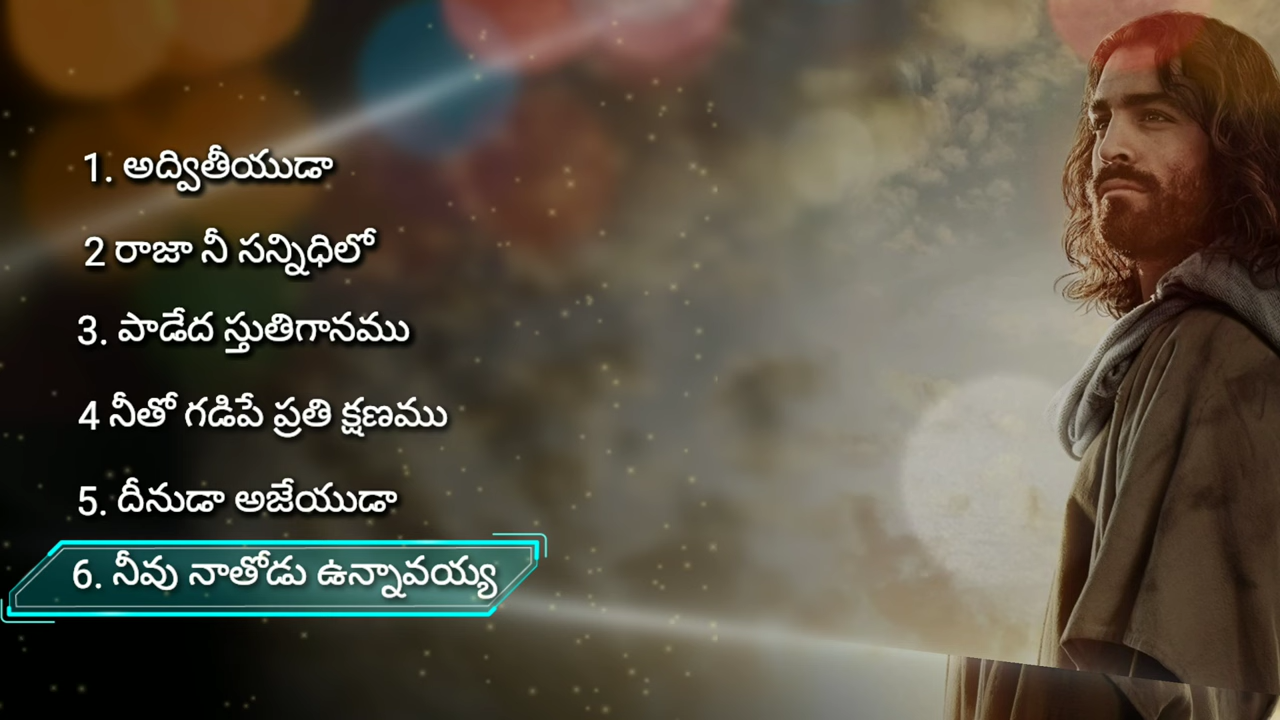 1. అద్వితీయుడా
2 రాజా నీ సన్నిధిలో
3. పాడేద స్తుతిగానము
4 నీతో గడిపే ప్రతి క్షణము
5. దీనుడా అజేయుడా
6. నీవు నాతోడు ఉన్నావయ్య